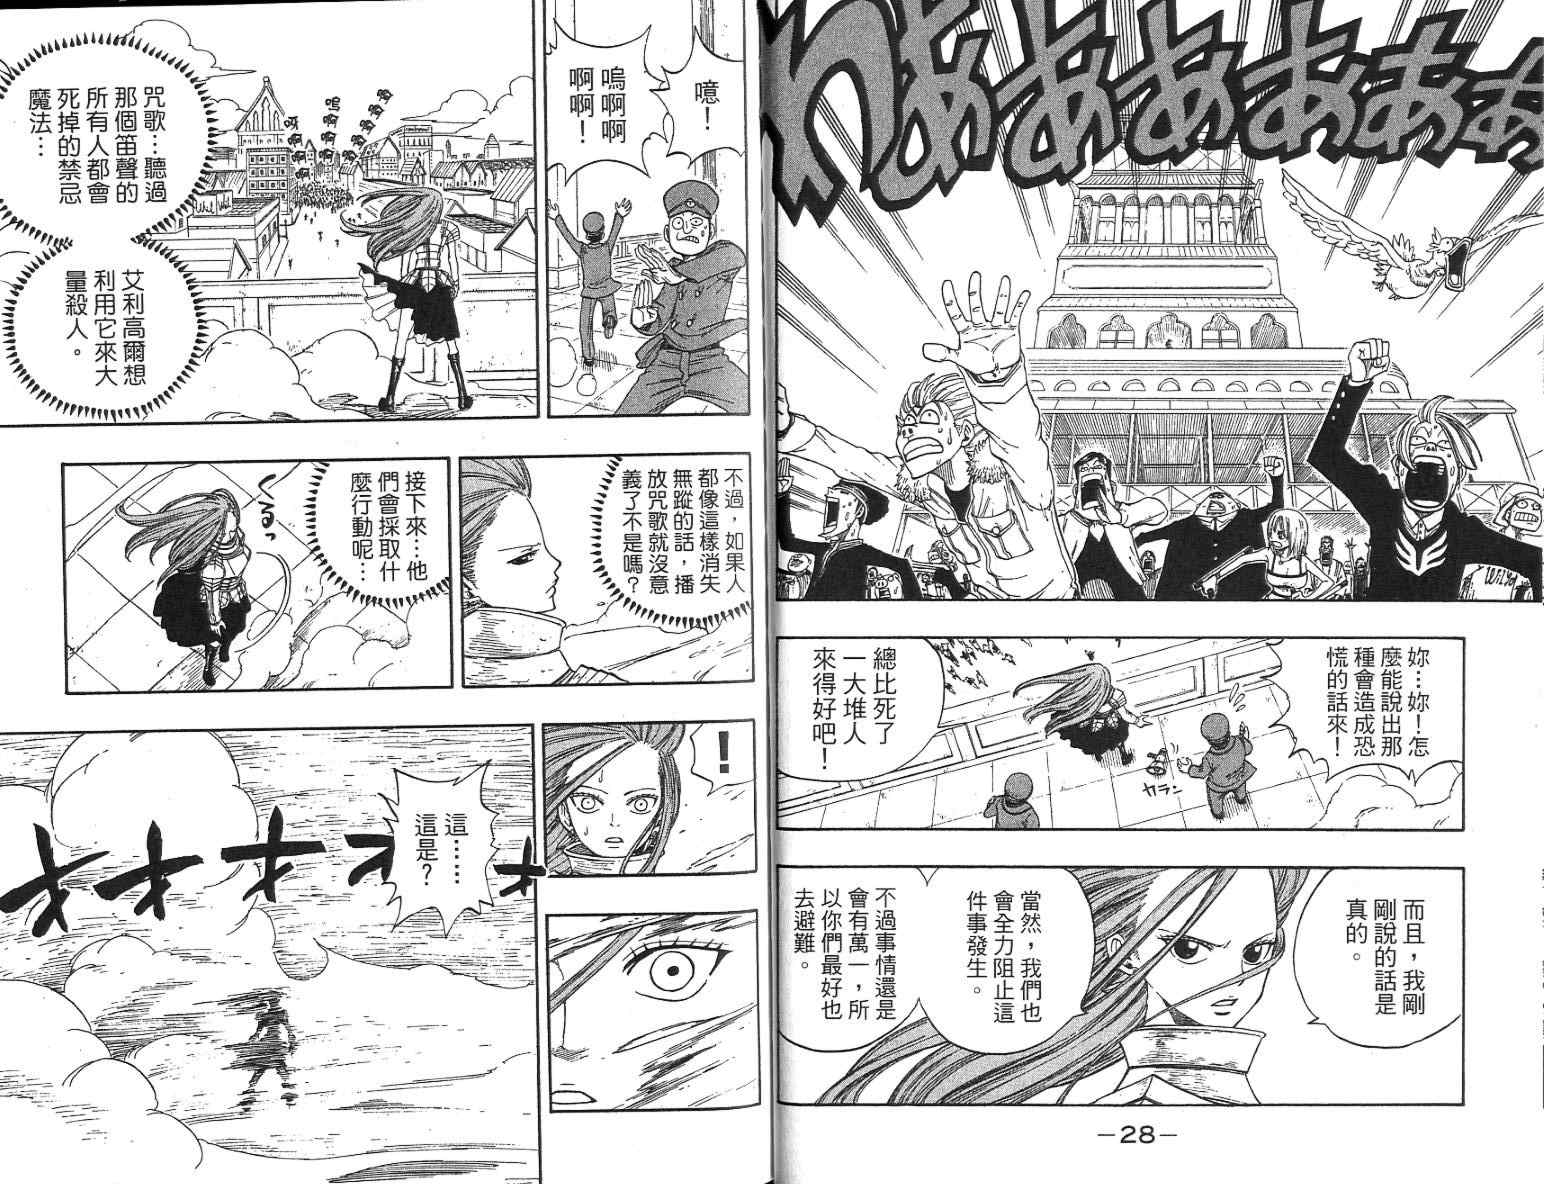 わあああああぁ
妳…妳！怎
麼能說出那
種會造成恐
慌的話來！
カラン
總比死了
一大堆人
來得好吧！
而且，我剛
剛說的話是
真的。
當然，我們也
會全力阻止這
件事發生。
不過事情還是
會有萬一，所
以你們最好也
去避難。
－28－
噫！
嗚啊啊
啊啊！
咒歌…聽過
那個笛聲的
所有人都會
死掉的禁忌
魔法…
艾利高爾想
利用它來大
量殺人。
不過，如果人
都像這樣消失
無蹤的話，播
放咒歌就沒意
義了不是嗎？
接下來…他
們會採取什
麼行動呢…
くるっ
！
這……
這是？
オオオオオ